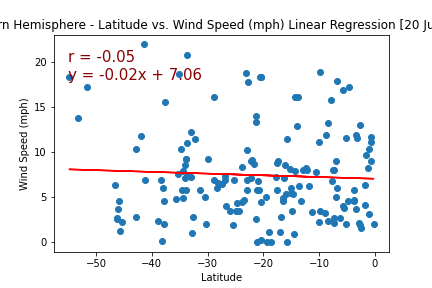 rn Hemisphere - Latitude vs. Wind Speed (mph) Linear Regression [20 Ju
r = -0.05
y = -0.02x + 7.06
20
15
10
5
0
Wind Speed (mph)
−50 −40 −30 −20 −10 0
Latitude